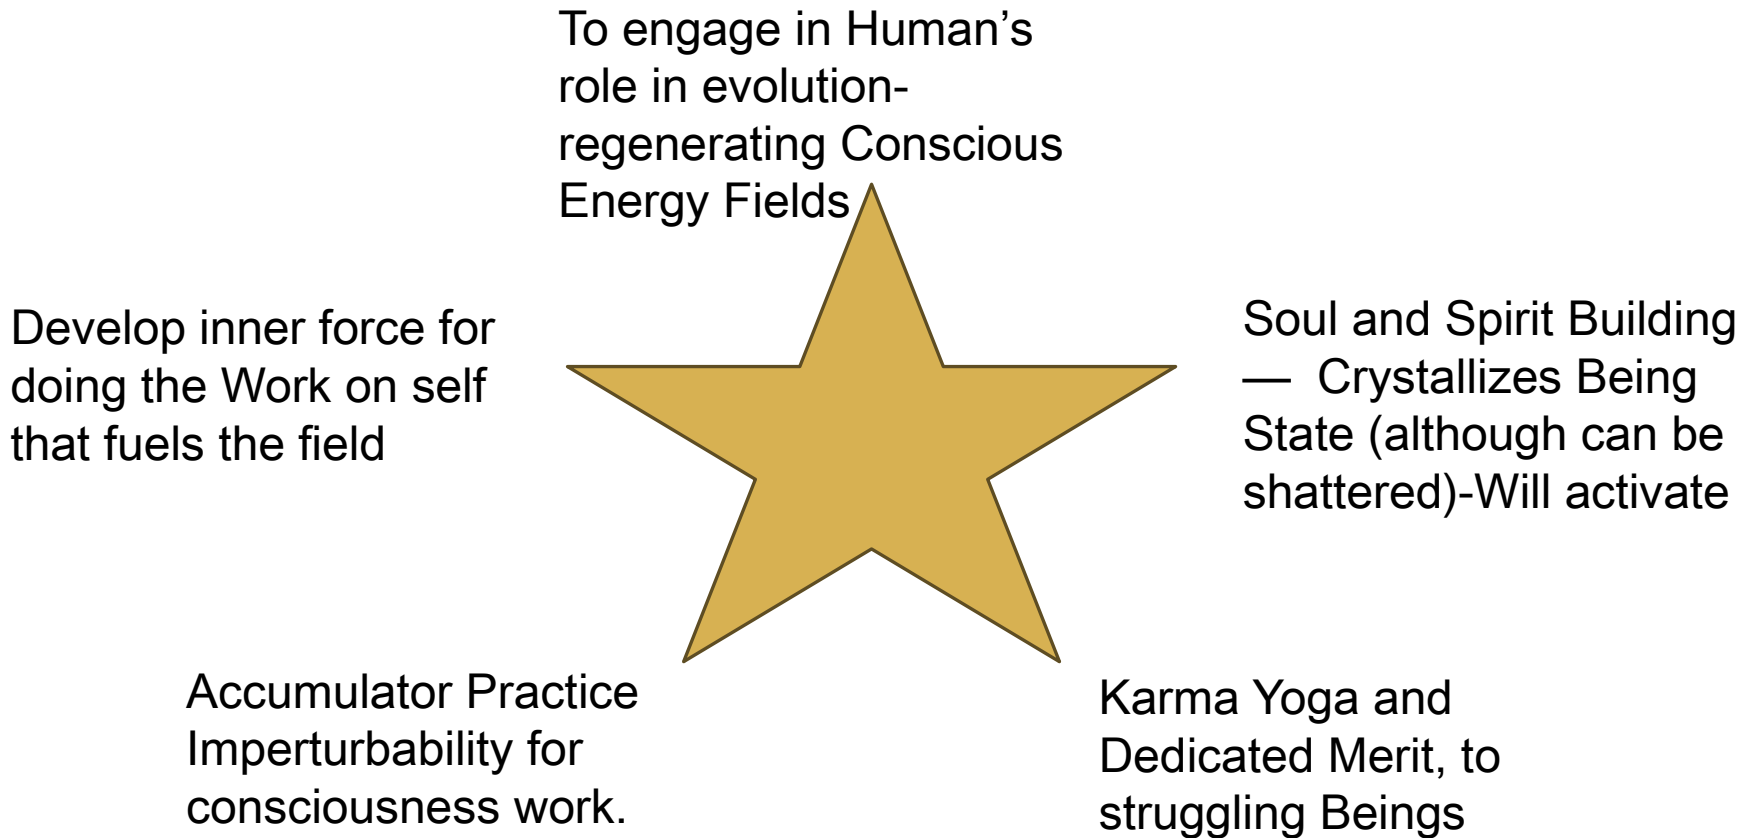 To engage in Human’s
role in evolution-
regenerating Conscious
Energy Fields
Develop inner force for
doing the Work on self
that fuels the field
Soul and Spirit Building
— Crystallizes Being
State (although can be
shattered)-Will activate
Accumulator Practice
Imperturbability for
consciousness work.
Karma Yoga and
Dedicated Merit, to
struggling Beings